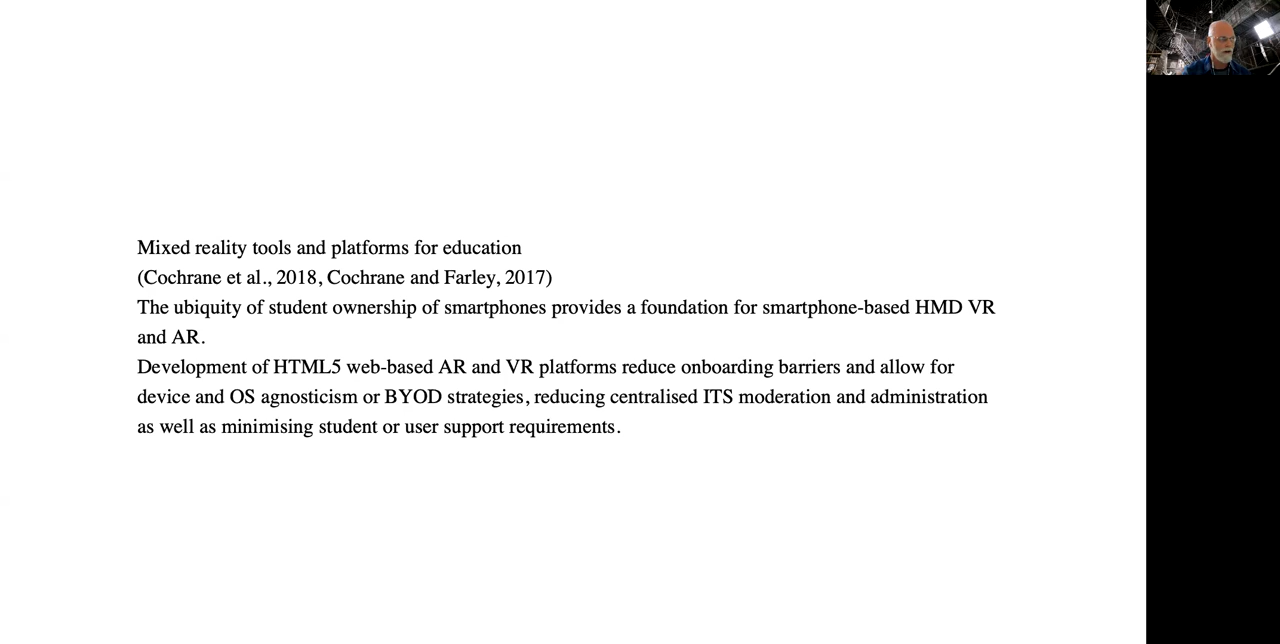 Mixed reality tools and platforms for education
(Cochrane et al., 2018, Cochrane and Farley, 2017)
The ubiquity of student ownership of smartphones provides a foundation for smartphone-based HMD VR
and AR.
Development of HTML5 web-based AR and VR platforms reduce onboarding barriers and allow for
device and OS agnosticism or BYOD strategies, reducing centralised ITS moderation and administration
as well as minimising student or user support requirements.